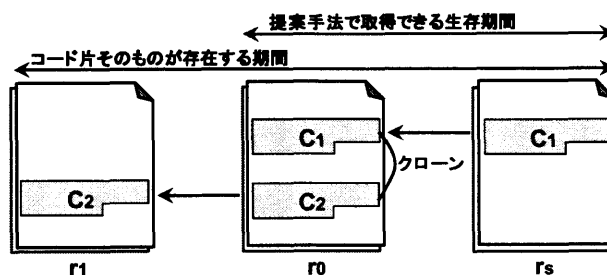 提案手法で取得できる生存期間
コード片そのものが存在する期間
C1
C1
クローン
C2
C2
r1
r0
rs